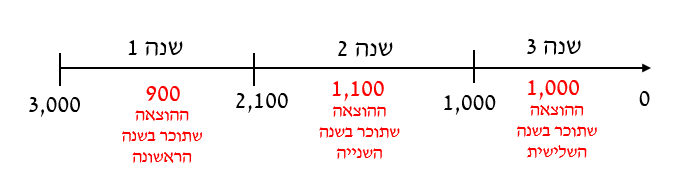 שנה 1
שנה 2
שנה 3
3,000
900
ההוצאה
שתוכר בשנה
הראשונה
2,100
1,100
ההוצאה
שתוכר בשנה
השנייה
1,000
1,000
ההוצאה
שתוכר בשנה
השלישית
0